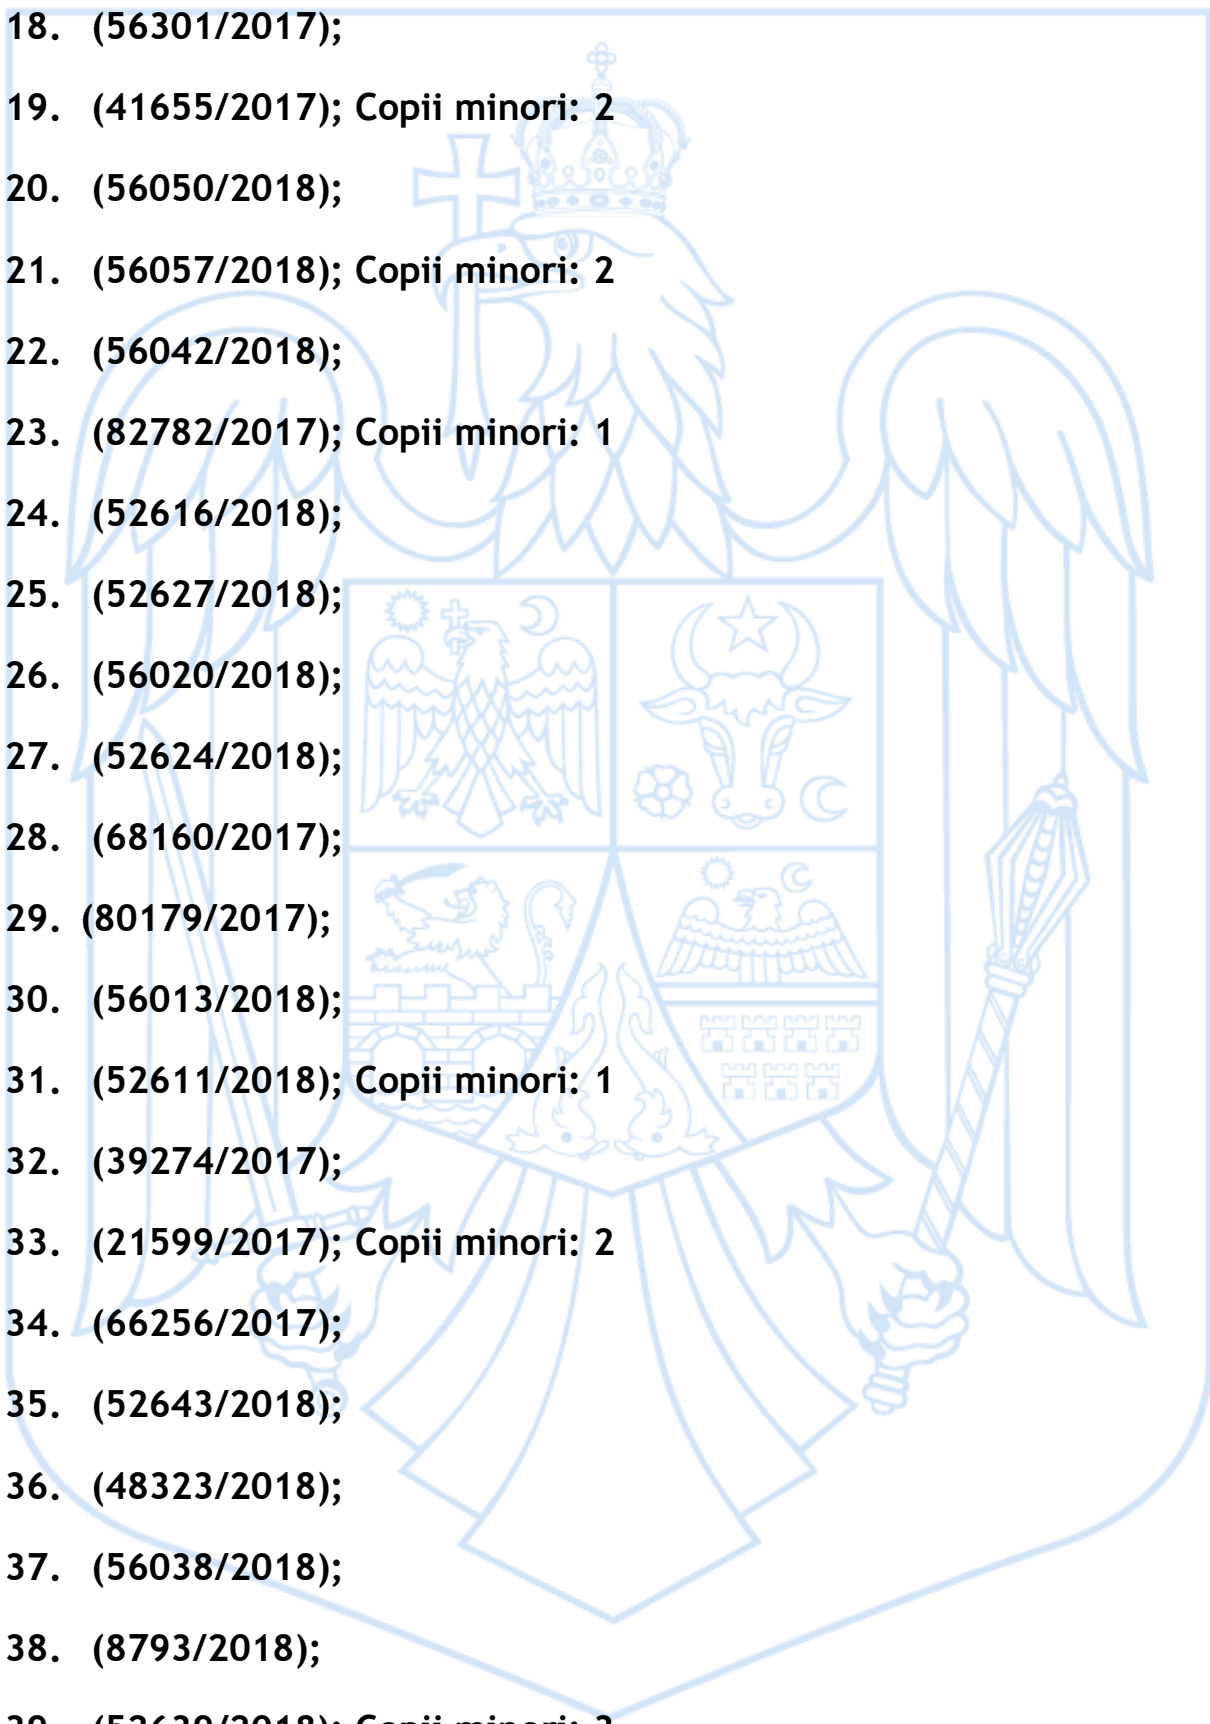 18. (56301/2017);
19. (41655/2017); Copii minori: 2
20. (56050/2018);
21. (56057/2018); Copii minori: 2
22. (56042/2018);
23. (82782/2017); Copii minori: 1
24. (52616/2018);
25. (52627/2018);
26. (56020/2018);
27. (52624/2018);
28. (68160/2017);
29. (80179/2017);
30. (56013/2018);
31. (52611/2018); Copii minori: 1
32. (39274/2017);
33. (21599/2017); Copii minori: 2
34. (66256/2017);
35. (52643/2018);
36. (48323/2018);
37. (56038/2018);
38. (8793/2018);
Copii minori: